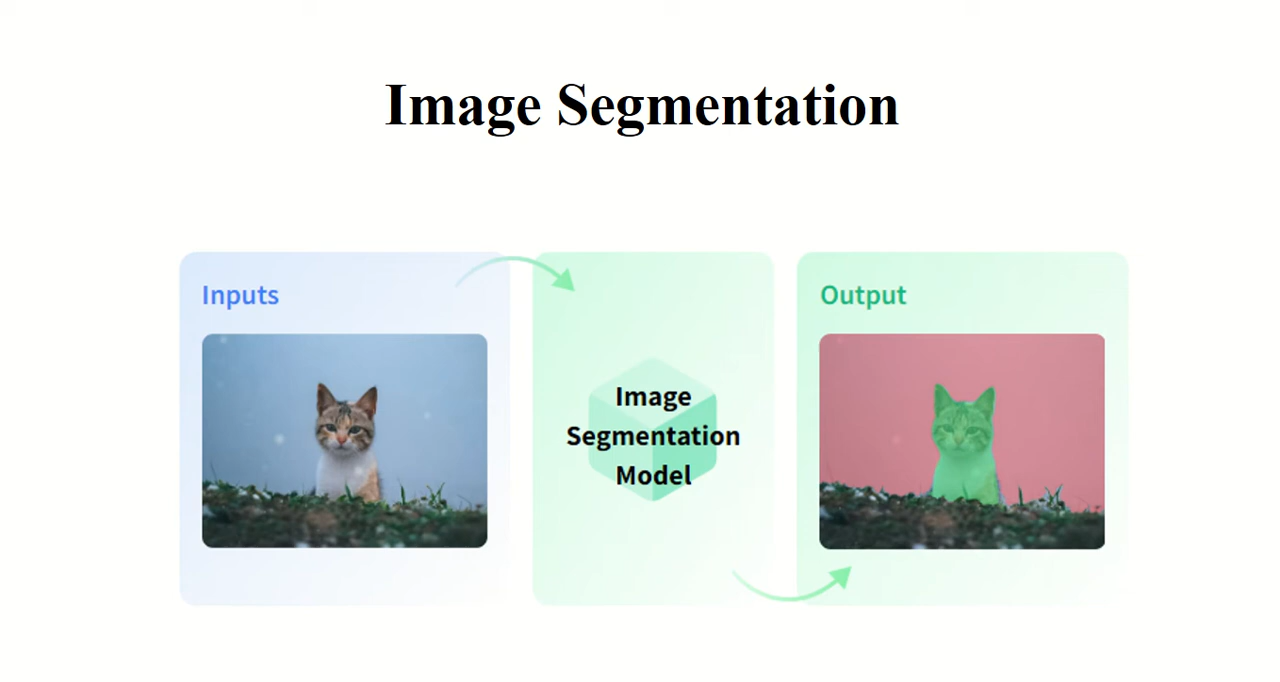 Image Segmentation
Inputs
Image
Segmentation
Model
Output